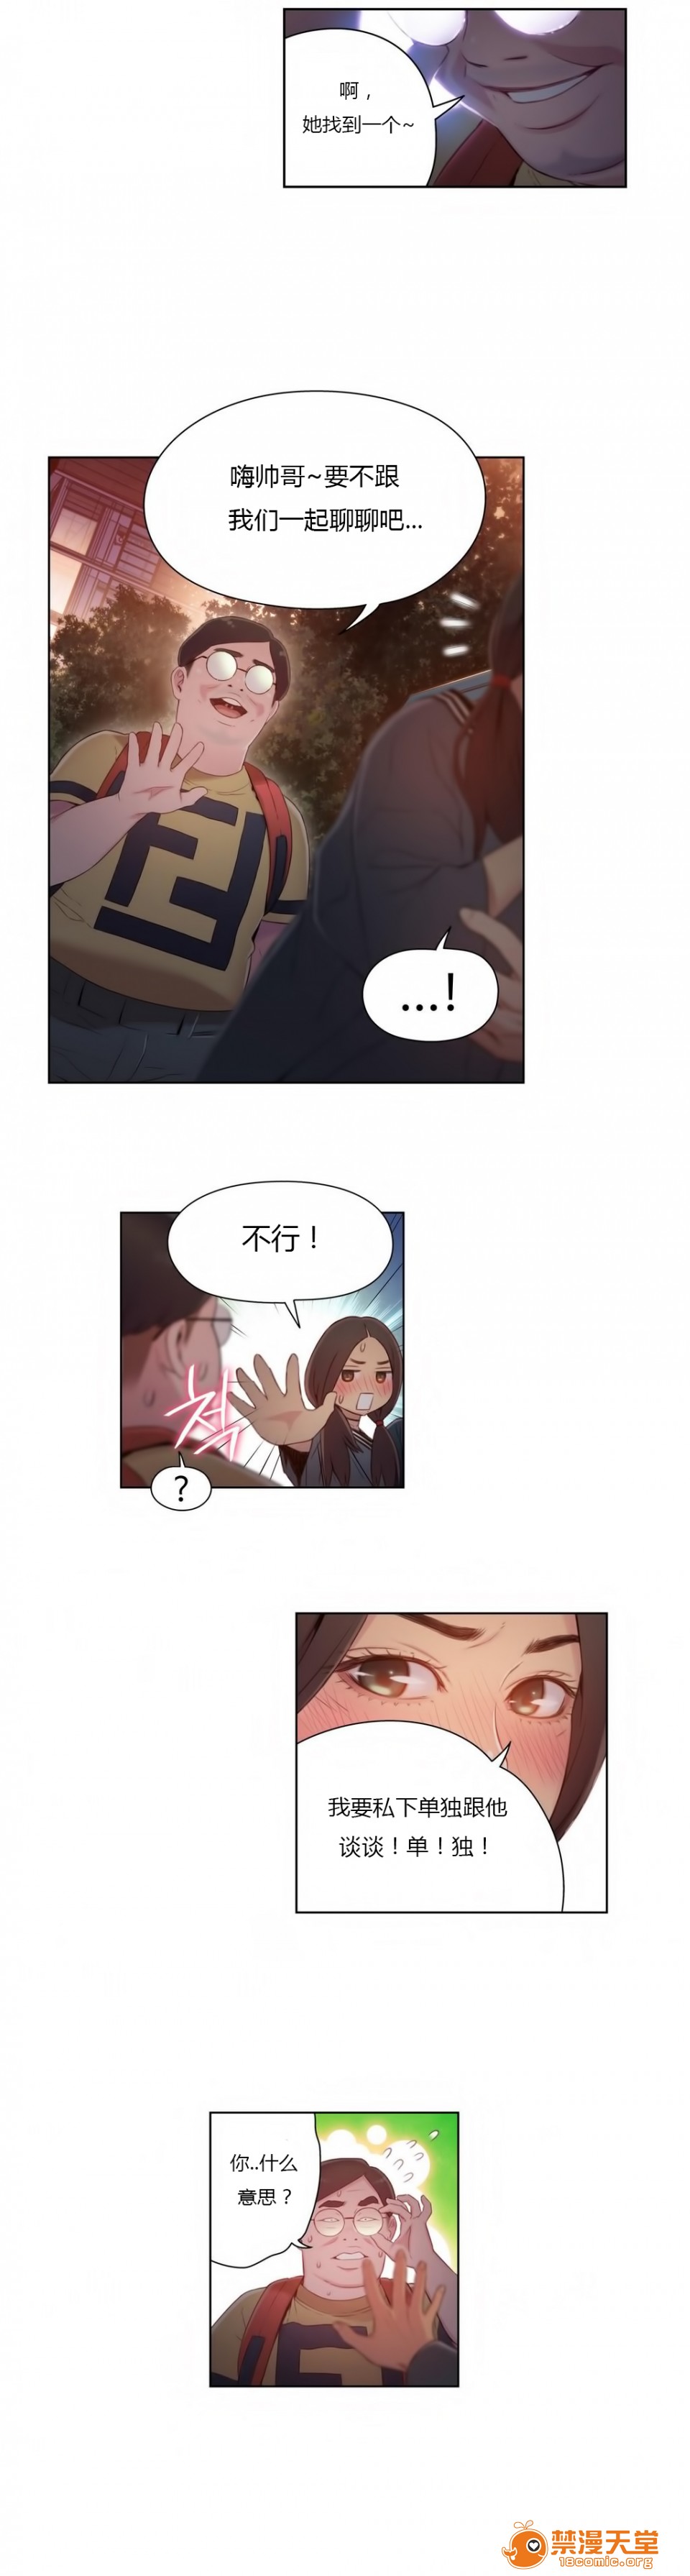 啊，
她找到一个~
嗨帅哥~要不跟
我们一起聊聊吧...
...!
不行！
척
?
我要私下单独跟他
谈谈！单！独！
你..什么
意思？
禁漫天堂
18comic.org